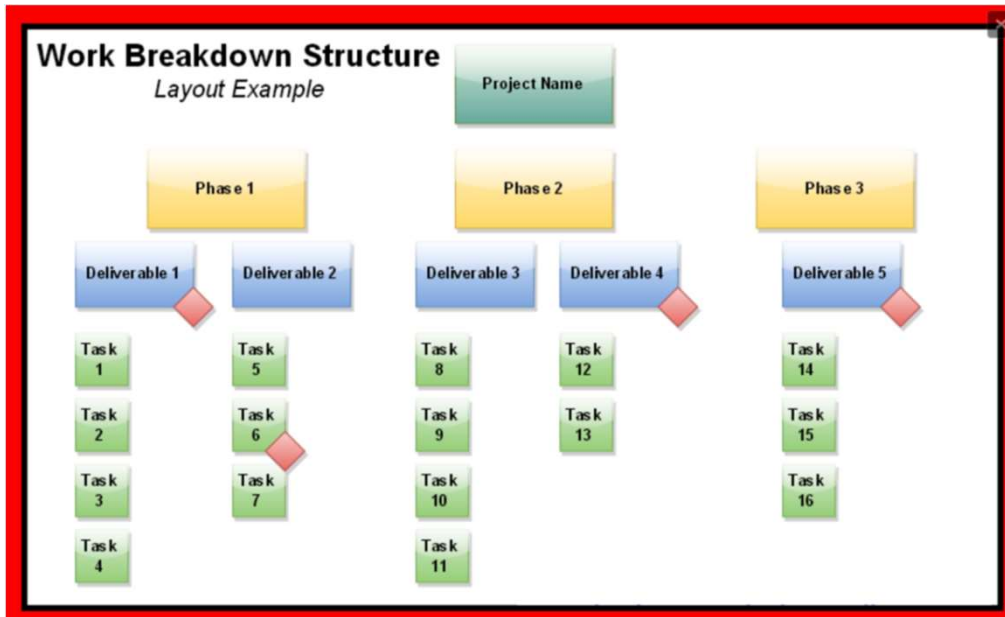 Work Breakdown Structure
Layout Example
Project Name
Phase 1
Phase 2
Phase 3
Deliverable 1
Deliverable 2
Deliverable 3
Deliverable 4
Deliverable 5
Task
1
Task
2
Task
3
Task
4
Task
5
Task
6
Task
7
Task
8
Task
9
Task
10
Task
11
Task
12
Task
13
Task
14
Task
15
Task
16